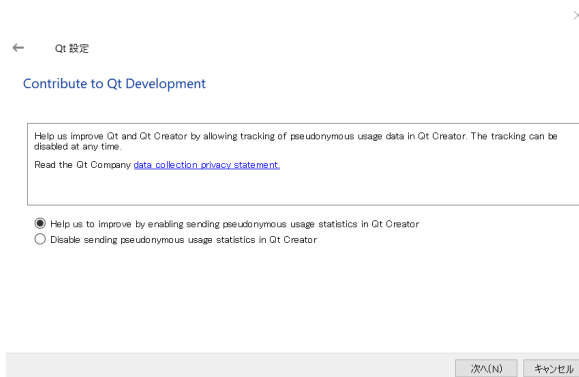 Qt 設定
Contribute to Qt Development
Help us improve Qt and Qt Creator by allowing tracking of pseudonymous usage data in Qt Creator. The tracking can be
disabled at any time.
Read the Qt Company data collection privacy statement.
Help us to improve by enabling sending pseudonymous usage statistics in Qt Creator
Disable sending pseudonymous usage statistics in Qt Creator
次へ(N) キャンセル